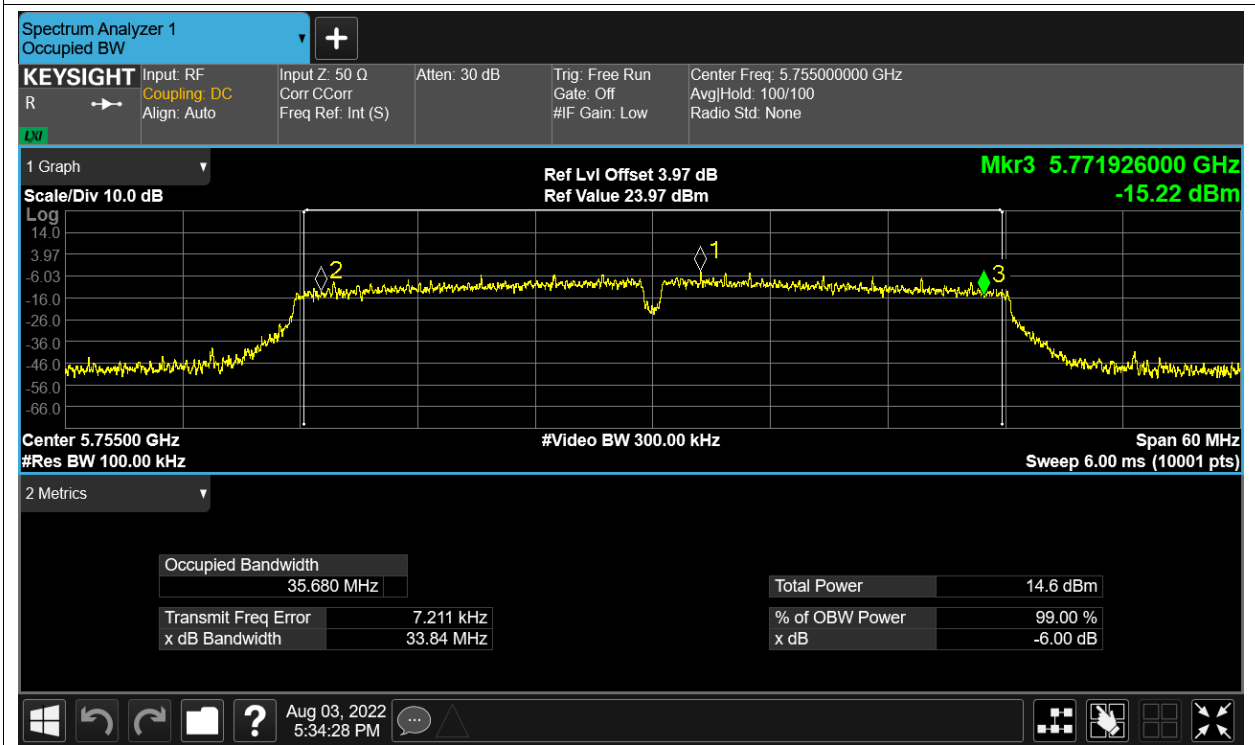 Spectrum Analyzer 1
Occupied BW
KEYSIGHT
R
LXI
Input: RF
Coupling: DC
Align: Auto
Input Z: 50 Ω
Corr CCorr
Freq Ref: Int (S)
Atten: 30 dB
Trig: Free Run
Gate: Off
#IF Gain: Low
Center Freq: 5.755000000 GHz
Avg|Hold: 100/100
Radio Std: None
1 Graph
Scale/Div 10.0 dB
Ref Lvl Offset 3.97 dB
Ref Value 23.97 dBm
Mkr3 5.771926000 GHz
-15.22 dBm
Log
14.0
3.97
-6.03
-16.0
-26.0
-36.0
-46.0
-56.0
-66.0
2
1
3
Center 5.75500 GHz
#Res BW 100.00 kHz
#Video BW 300.00 kHz
Span 60 MHz
Sweep 6.00 ms (10001 pts)
2 Metrics
Occupied Bandwidth
35.680 MHz
Transmit Freq Error 7.211 kHz
x dB Bandwidth 33.84 MHz
Total Power 14.6 dBm
% of OBW Power 99.00 %
x dB -6.00 dB
?
Aug 03, 2022
5:34:28 PM